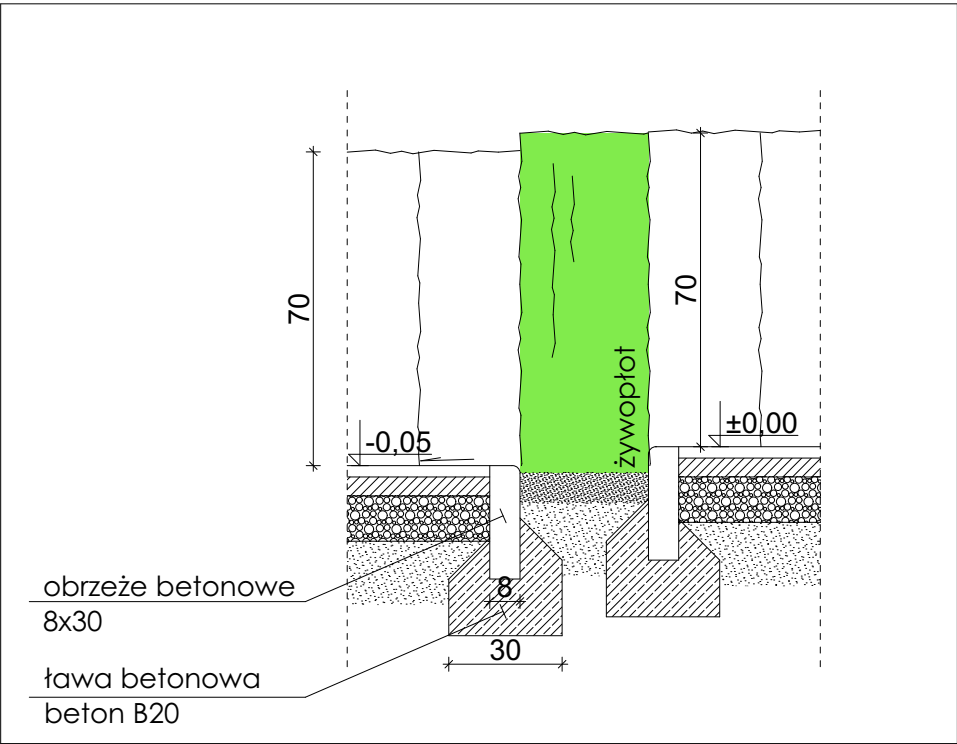 70
70
żywopłot
-0,05
±0,00
obrzeże betonowe
8x30
8
30
ława betonowa
beton B20